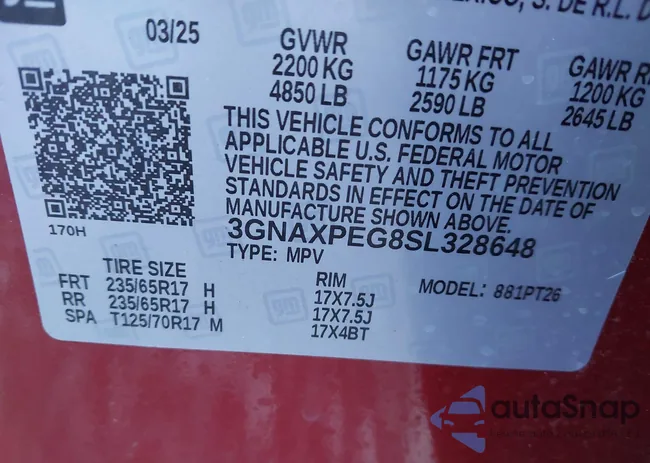 MEXICO, S. DE R.L. D
03/25
GVWR
2200 KG
4850 LB
GAWR FRT
1175 KG
2590 LB
GAWR R
1200 KG
2645 LB
THIS VEHICLE CONFORMS TO ALL
APPLICABLE U.S. FEDERAL MOTOR
VEHICLE SAFETY AND THEFT PREVENTION
STANDARDS IN EFFECT ON THE DATE OF
MANUFACTURE SHOWN ABOVE.
170H
3GNAXPEG8SL328648
TYPE: MPV
TIRE SIZE
RIM
MODEL: 881PT26
FRT 235/65R17 H 17X7.5J
RR 235/65R17 H 17X7.5J
SPA T125/70R17 M 17X4BT
gm
autoSnap